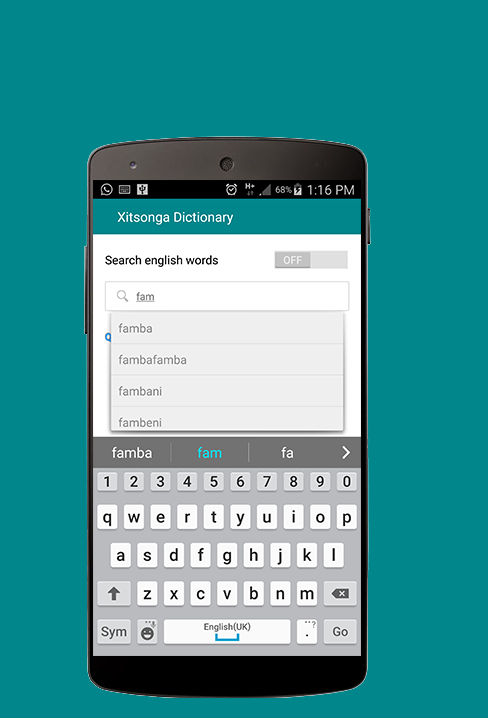 68% 1:16 PM
Xitsonga Dictionary
Search english words OFF
fam
Q
famba
fambafamba
fambani
fambeni
famba fam fa
1 2 3 4 5 6 7 8 9 0
q w e r t y u i o p
a s d f g h j k l
z x c v b n m
Sym English(UK) . ? Go